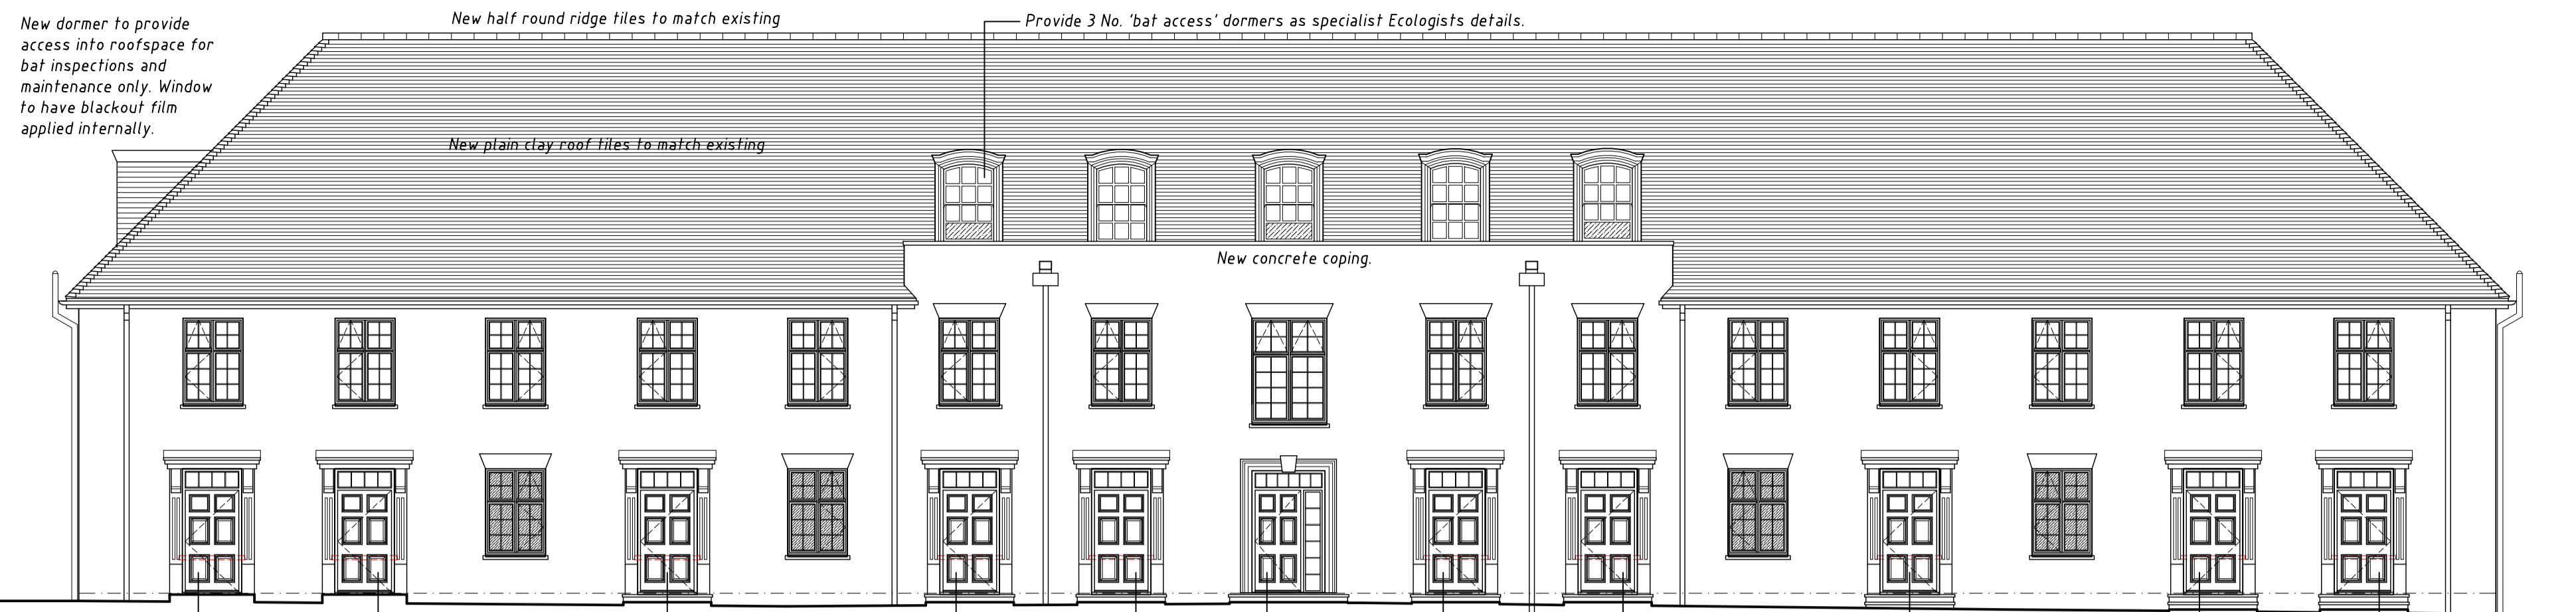 New dormer to provide
access into roofspace for
bat inspections and
maintenance only. Window
to have blackout film
applied internally.
New half round ridge tiles to match existing
Provide 3 No. 'bat access' dormers as specialist Ecologists details.
New plain clay roof tiles to match existing
New concrete coping.